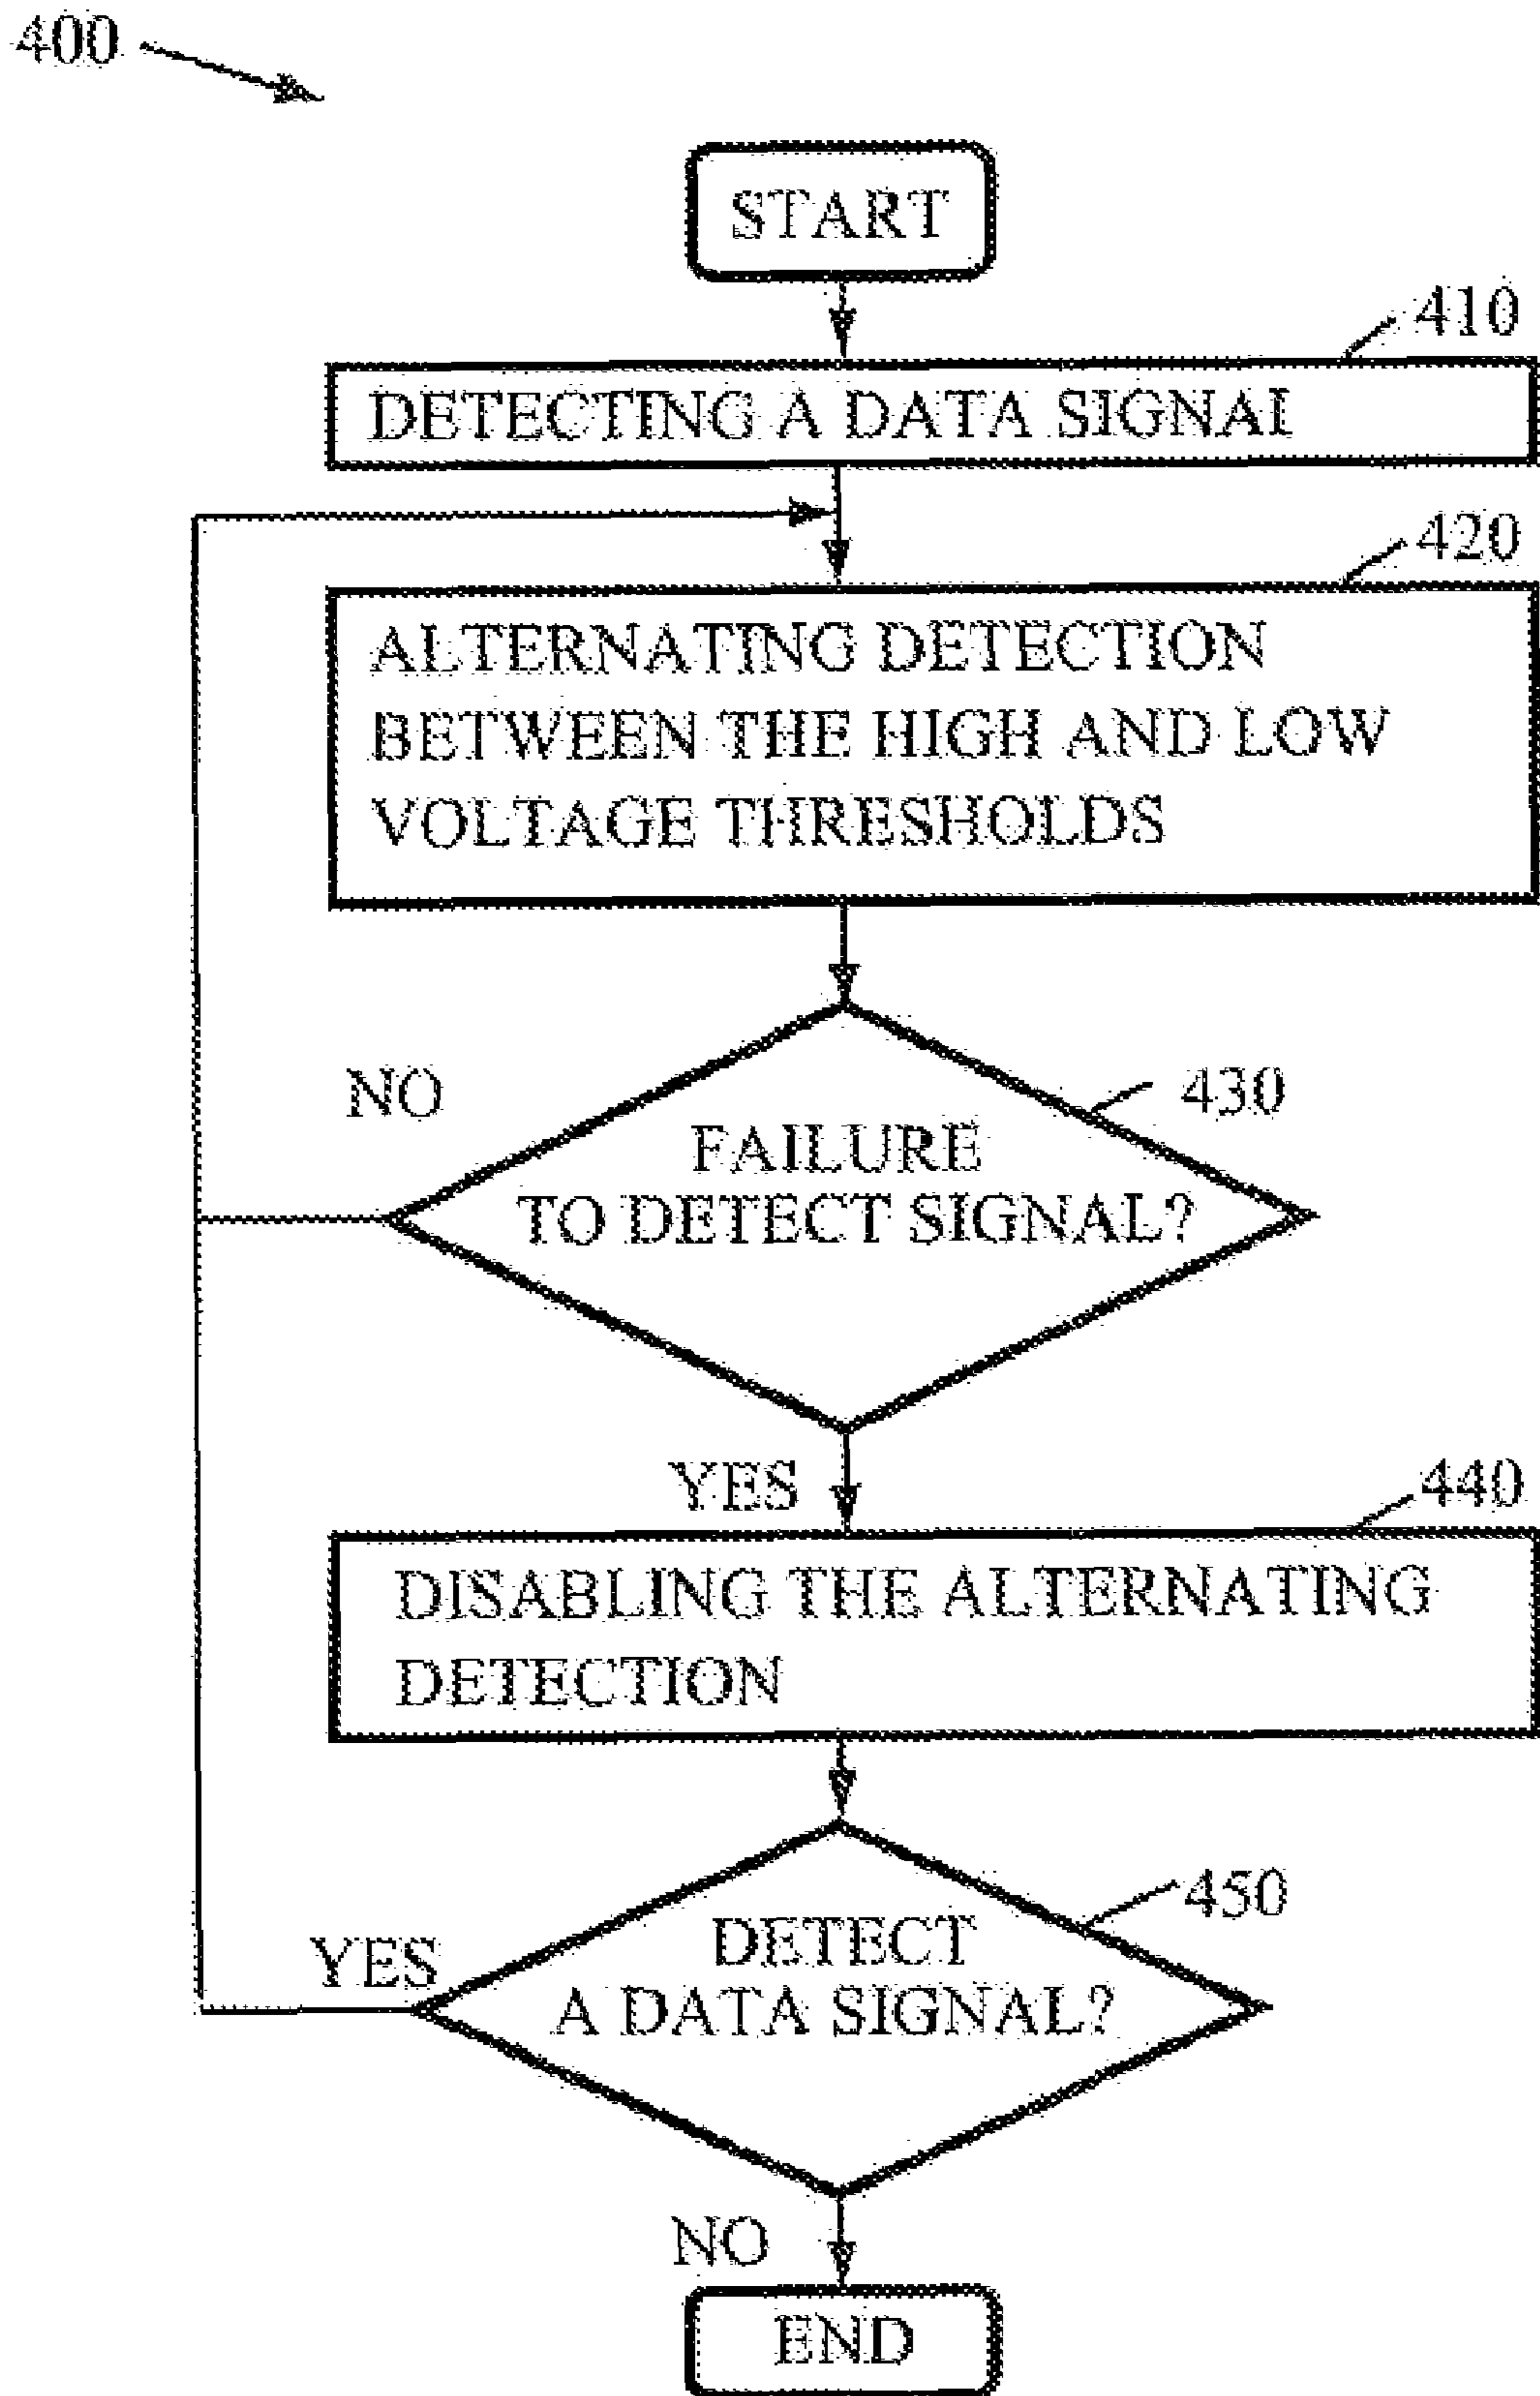 400
START
410
DETECTING A DATA SIGNAL
420
ALTERNATING DETECTION
BETWEEN THE HIGH AND LOW
VOLTAGE THRESHOLDS
NO
430
FAILURE
TO DETECT SIGNAL?
YES
440
DISABLING THE ALTERNATING
DETECTION
450
DETECT
YES
A DATA SIGNAL?
NO
END